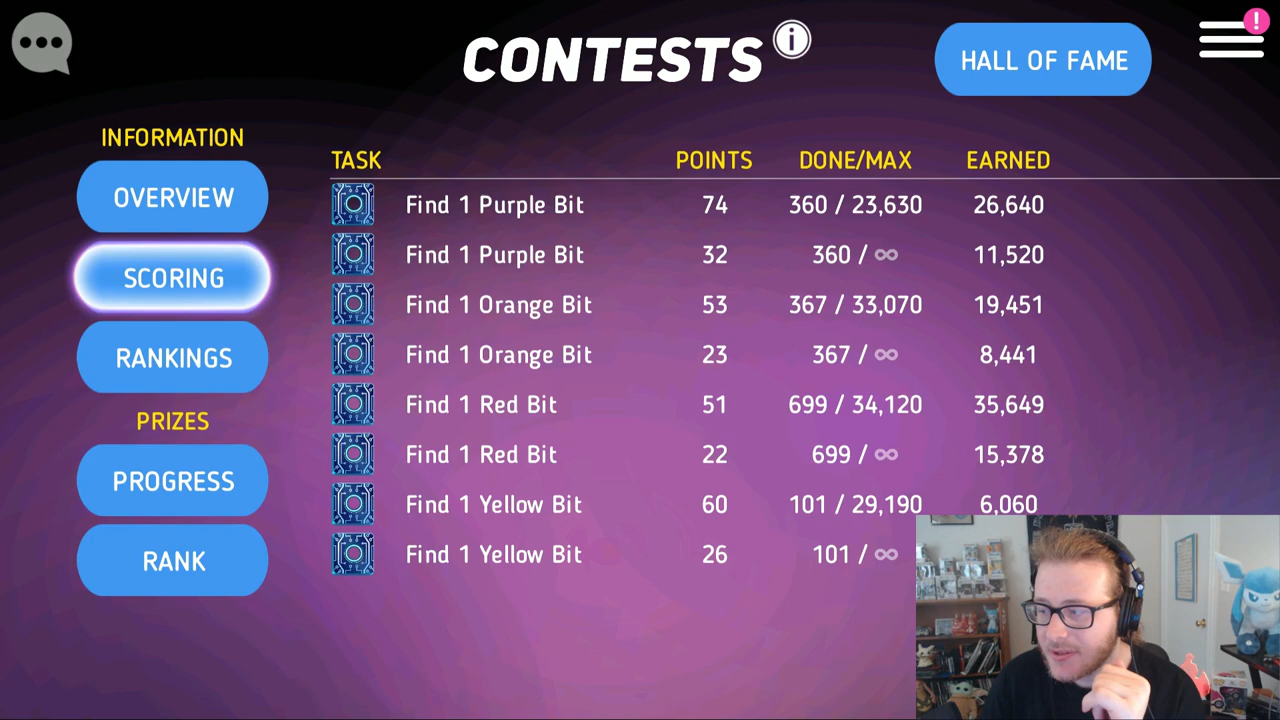 CONTESTS
i
HALL OF FAME
!
INFORMATION
OVERVIEW
SCORING
RANKINGS
PRIZES
PROGRESS
RANK
TASK POINTS DONE/MAX EARNED
Find 1 Purple Bit 74 360 / 23,630 26,640
Find 1 Purple Bit 32 360 / ∞ 11,520
Find 1 Orange Bit 53 367 / 33,070 19,451
Find 1 Orange Bit 23 367 / ∞ 8,441
Find 1 Red Bit 51 699 / 34,120 35,649
Find 1 Red Bit 22 699 / ∞ 15,378
Find 1 Yellow Bit 60 101 / 29,190 6,060
Find 1 Yellow Bit 26 101 / ∞